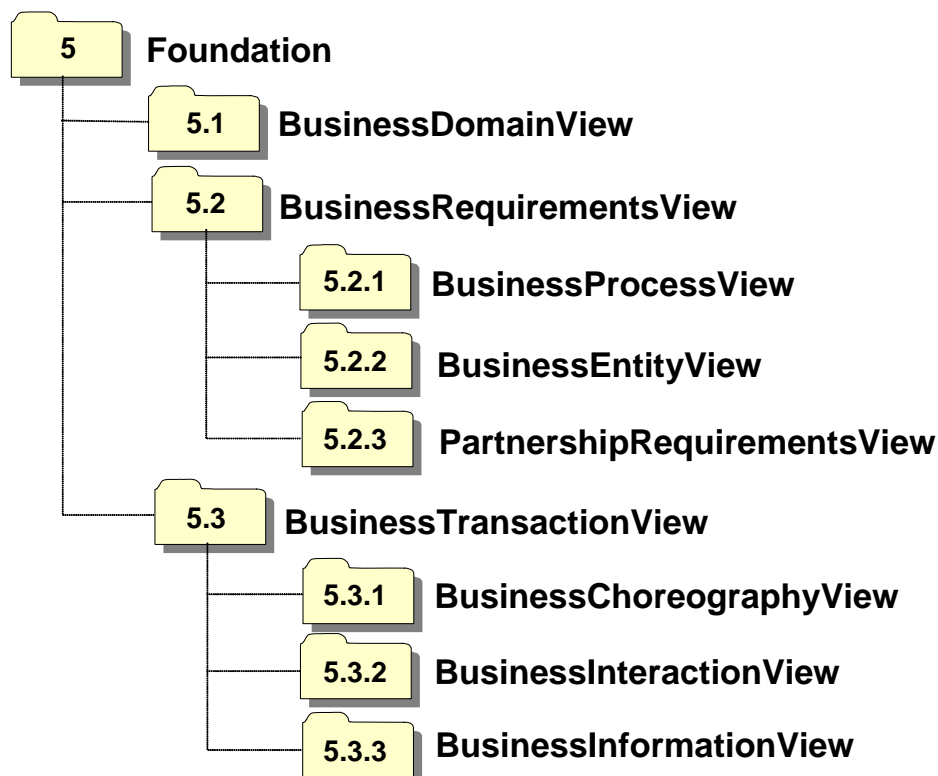 5 Foundation
5.1 BusinessDomainView
5.2 BusinessRequirementsView
5.2.1 BusinessProcessView
5.2.2 BusinessEntityView
5.2.3 PartnershipRequirementsView
5.3 BusinessTransactionView
5.3.1 BusinessChoreographyView
5.3.2 BusinessInteractionView
5.3.3 BusinessInformationView